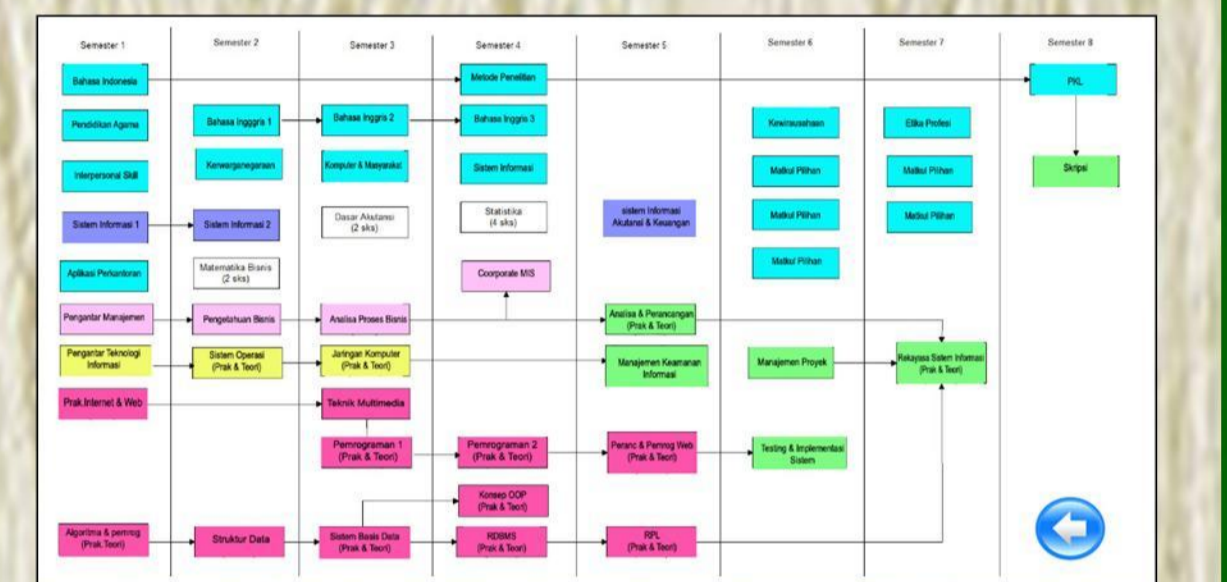 Semester 1
Semester 2
Semester 3
Semester 4
Semester 5
Semester 6
Semester 7
Semester 8
Bahasa Indonesia
Metode Penelitian
PKL
Pendidikan Agama
Bahasa Ingggris 1
Bahasa Inggris 2
Bahasa Inggris 3
Kewirausahaan
Etika Profesi
Interpersonal Skill
Kerwarganegaraan
Komputer & Masyarakat
Sistem Informasi
Matkul Pilihan
Matkul Pilihan
Skripsi
Sistem Informasi 1
Sistem Informasi 2
Dasar Akutansi
(2 sks)
Statistika
(4 sks)
sistem Informasi
Akutansi & Keuangan
Matkul Pilihan
Matkul Pilihan
Aplikasi Perkantoran
Matematika Bisnis
(2 sks)
Coorporale MIS
Matkul Pilihan
Pengantar Manajemen
Pengetahuan Bisnis
Analisa Proses Bisnis
Analisa & Perancangan
(Prak & Teori)
Pengantar Teknologi
Informasi
Sistem Operasi
(Prak & Teori)
Jaringan Komputer
(Prak & Teori)
Manajemen Keamanan
Informasi
Manajemen Proyek
Rekayasa Sistem Informasi
(Prak & Teori)
Prak.Internet & Web
Teknik Multimedia
Pemrograman 1
(Prak & Teori)
Pemrograman 2
(Prak & Teori)
Peranc & Pemrog Web
(Prak & Teori)
Testing & Implementasi
Sistem
Konsep OOP
(Prak & Teori)
Algoritma & pemrog
(Prak.Teori)
Struktur Data
Sistem Basis Data
(Prak & Teori)
RDBMS
(Prak & Teori)
RPL
(Prak & Teori)